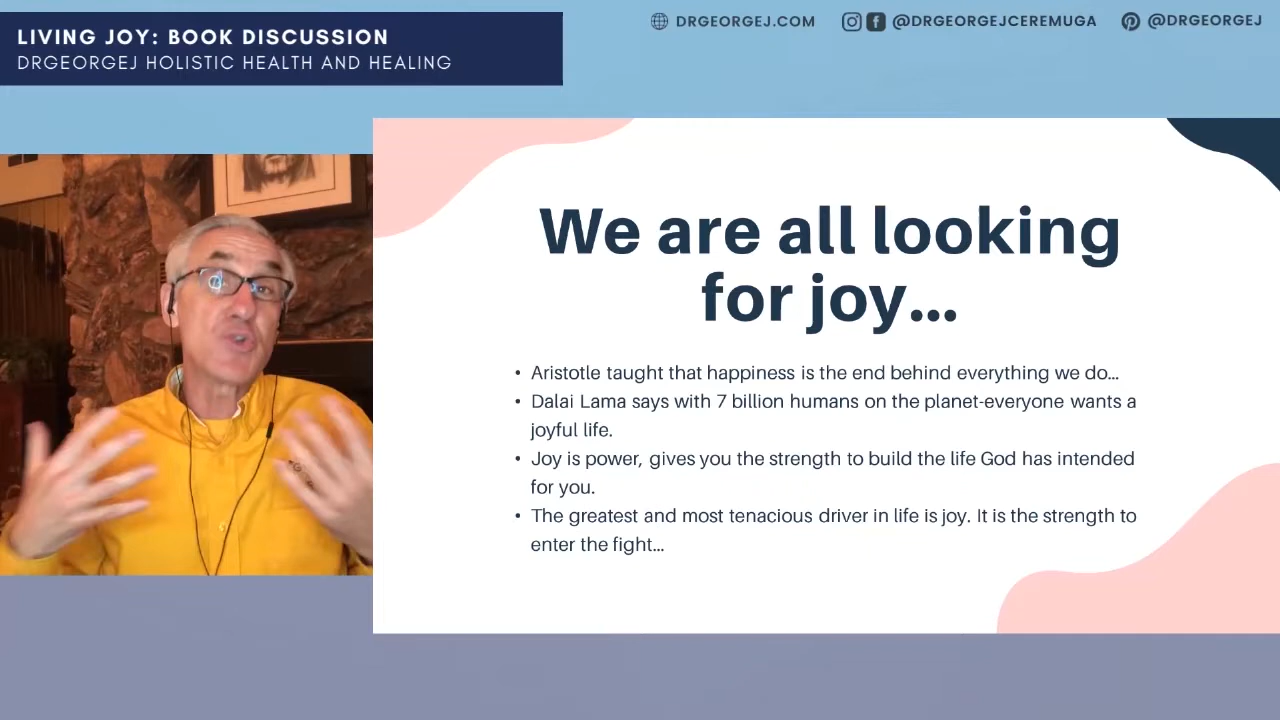 LIVING JOY: BOOK DISCUSSION
DRGEORGEJ HOLISTIC HEALTH AND HEALING
DRGEORGEJ.COM
@DRGEORGEJCEREMUGA
@DRGEORGEJ
We are all looking
for joy...
• Aristotle taught that happiness is the end behind everything we do...
• Dalai Lama says with 7 billion humans on the planet-everyone wants a
joyful life.
• Joy is power, gives you the strength to build the life God has intended
for you.
• The greatest and most tenacious driver in life is joy. It is the strength to
enter the fight...